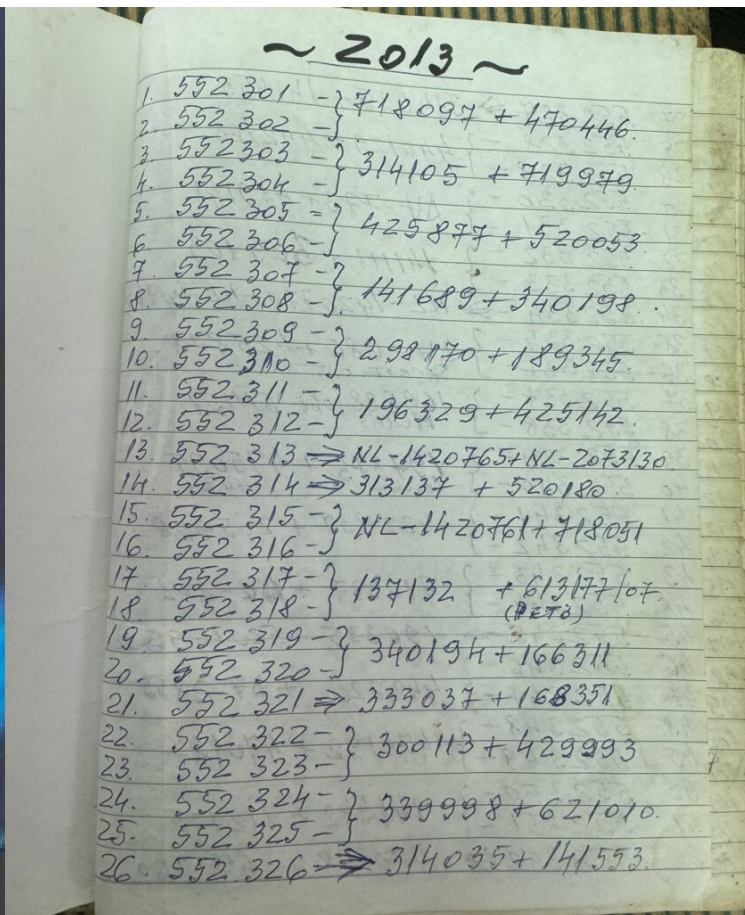 ~ 2013 ~
1. 552 301 - } 718097 + 470446.
2. 552 302 -
3. 552 303 - } 314105 + 719979.
4. 552 304 -
5. 552 305 = } 425877 + 520053
6. 552 306 -
7. 552 307 - } 141689 + 340198.
8. 552 308 -
9. 552 309 - } 298170 + 189345.
10. 552 310 -
11. 552 311 - } 196329 + 425142.
12. 552 312 -
13. 552 313 => NL-1420765+NL-2073130
14. 552 314 => 313137 + 520180
15. 552 315 - } NL-1420761 + 718051
16. 552 316 -
17. 552 317 - } 137132 + 613177/07
18. 552 318 -
19 552 319 - } 340194 + 166311
20. 552 320 -
21. 552 321 => 333037 + 168351
22. 552 322 - } 300113 + 429993
23. 552 323 -
24. 552 324 - } 339998 + 621010.
25. 552 325 -
26. 552 326 => 314035 + 141553.